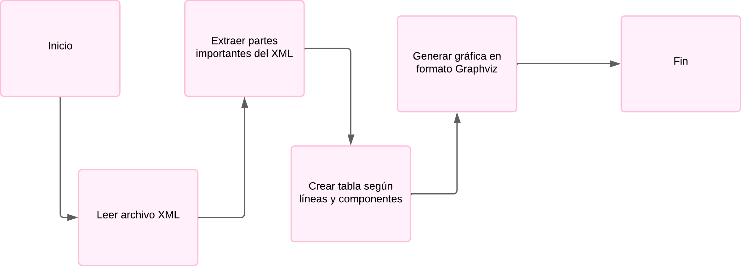 Inicio
Leer archivo XML
Extraer partes
importantes del XML
Crear tabla según
líneas y componentes
Generar gráfica en
formato Graphviz
Fin